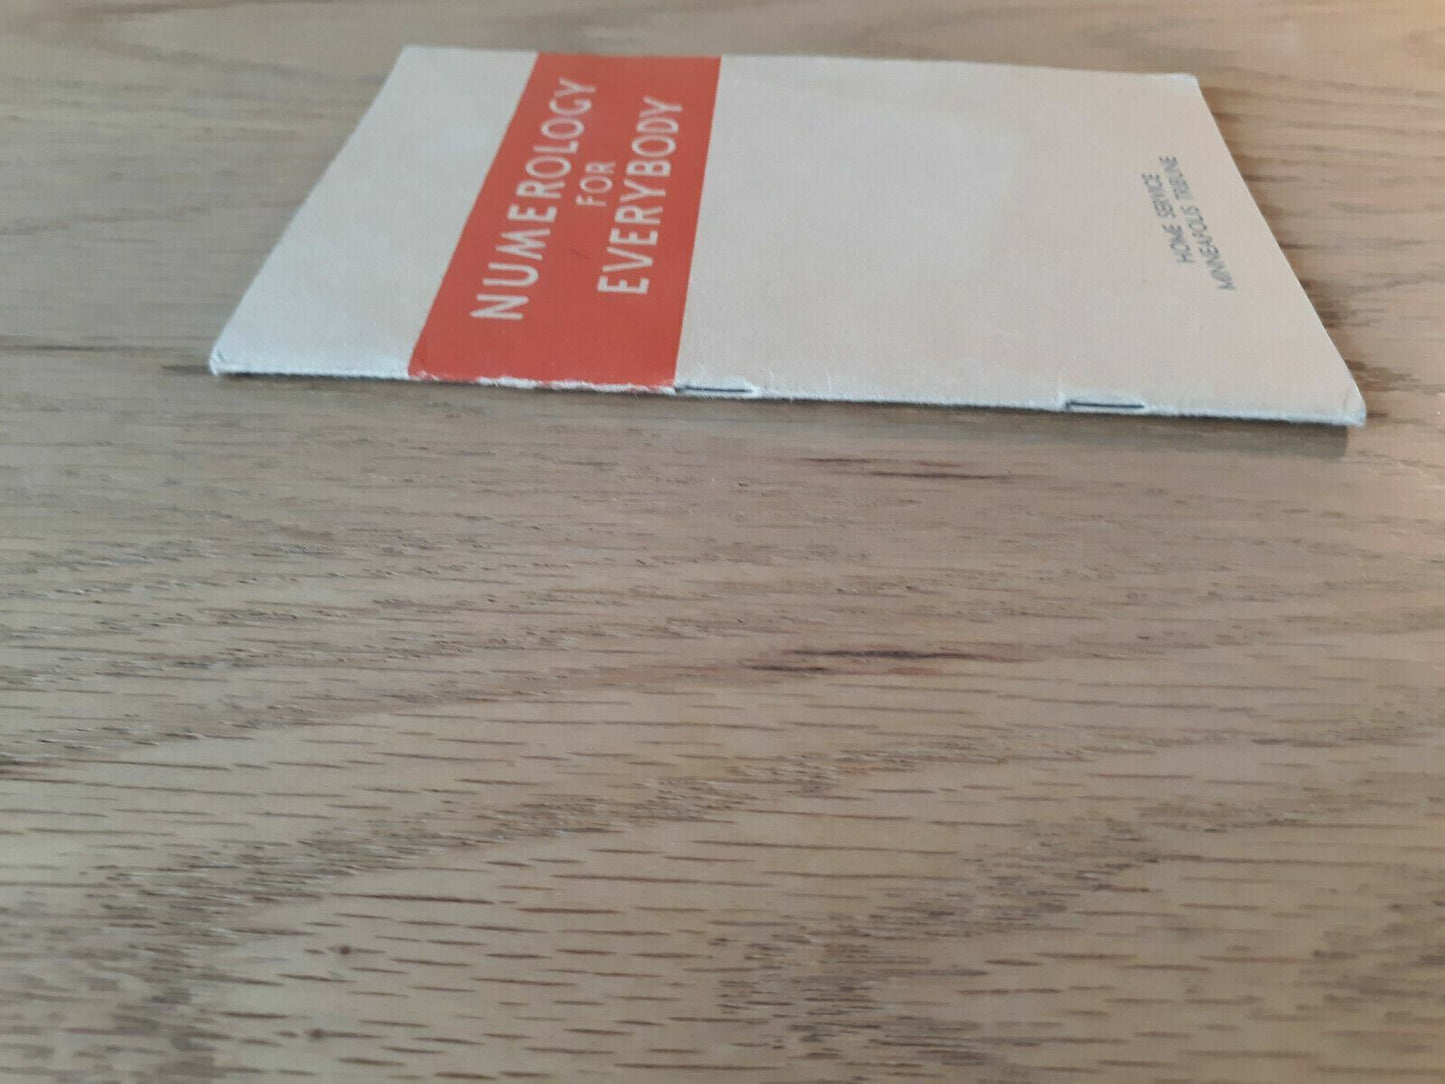 NUMEROLOGY
FOR
EVERYBODY
HOME SERVICE
MINNEAPOLIS TRIBUNE